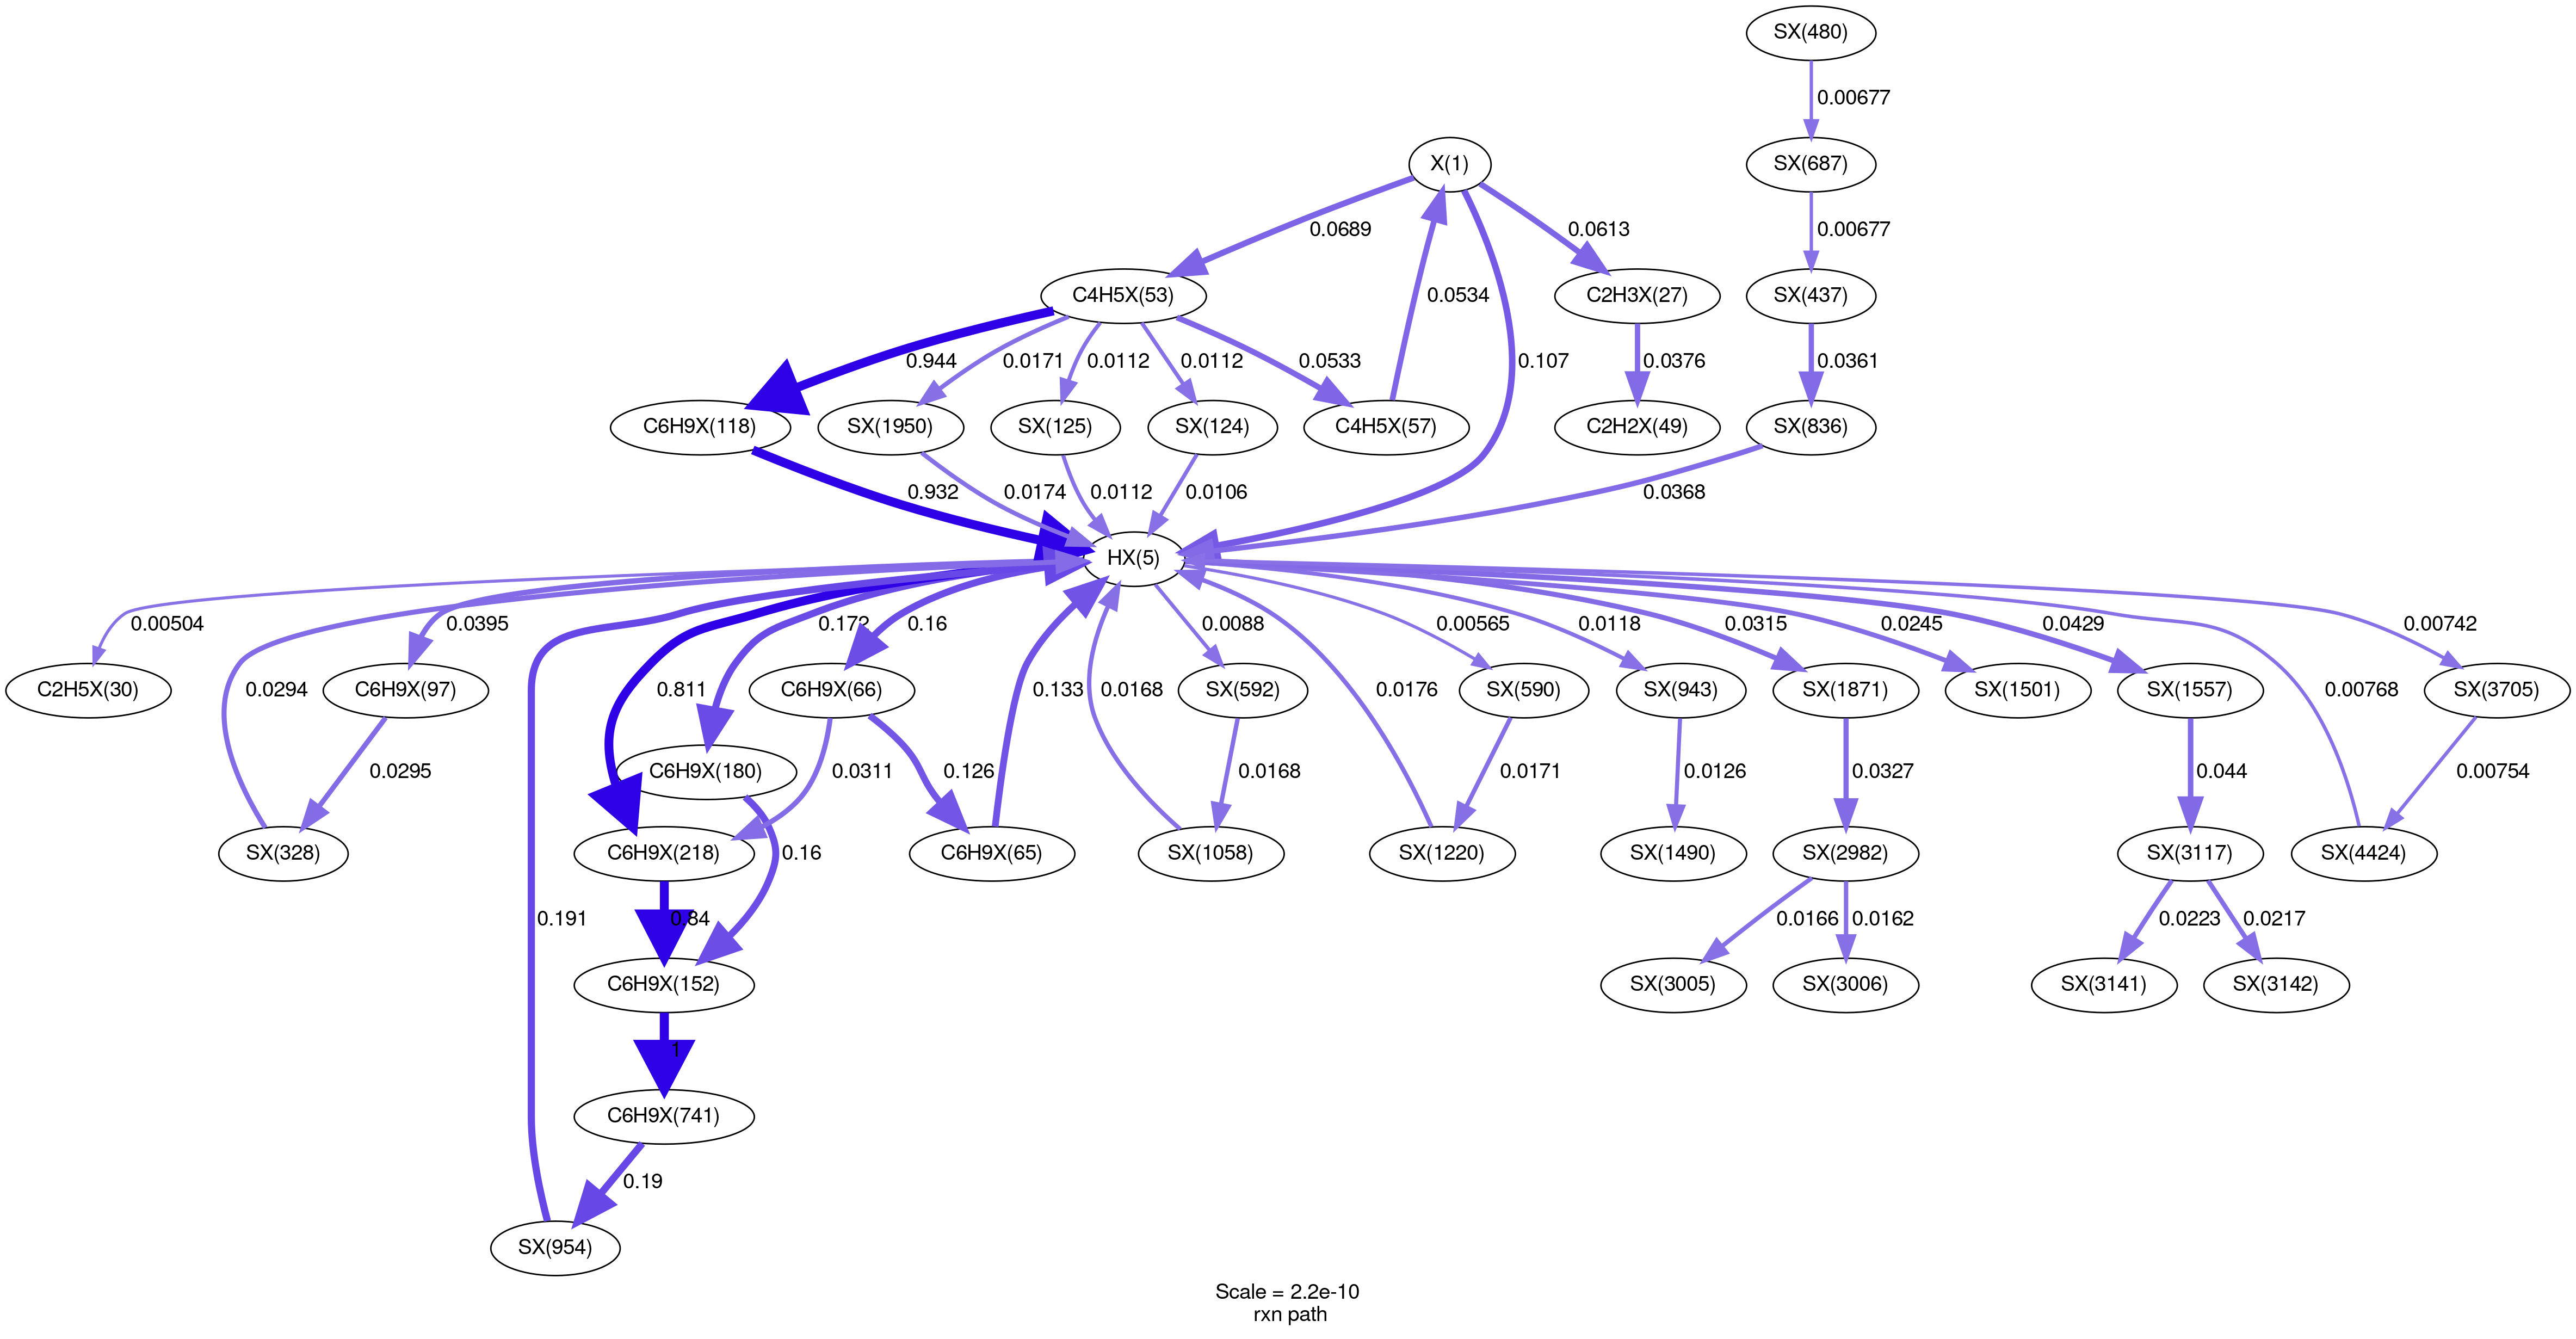 SX(480)
0.00677
X(1)
SX(687)
0.0689
0.0613
0.00677
C4H5X(53)
0.0534
C2H3X(27)
SX(437)
0.944
0.0171
0.0112
0.0112
0.0533
0.107
0.0376
0.0361
C6H9X(118)
SX(1950)
SX(125)
SX(124)
C4H5X(57)
C2H2X(49)
SX(836)
0.932
0.0174
0.0112
0.0106
0.0368
HX(5)
0.00504
0.0395
0.172
0.16
0.0088
0.00565
0.0118
0.0315
0.0245
0.0429
0.00742
C2H5X(30)
0.0294
C6H9X(97)
0.811
C6H9X(66)
0.133
0.0168
SX(592)
0.0176
SX(590)
SX(943)
SX(1871)
SX(1501)
SX(1557)
0.00768
SX(3705)
0.0295
C6H9X(180)
0.0311
0.126
0.0168
0.0171
0.0126
0.0327
0.044
0.00754
SX(328)
C6H9X(218)
0.16
C6H9X(65)
SX(1058)
SX(1220)
SX(1490)
SX(2982)
SX(3117)
SX(4424)
0.191
0.84
0.0166
0.0162
0.0223
0.0217
C6H9X(152)
SX(3005)
SX(3006)
SX(3141)
SX(3142)
1
C6H9X(741)
0.19
SX(954)
Scale = 2.2e-10
rxn path